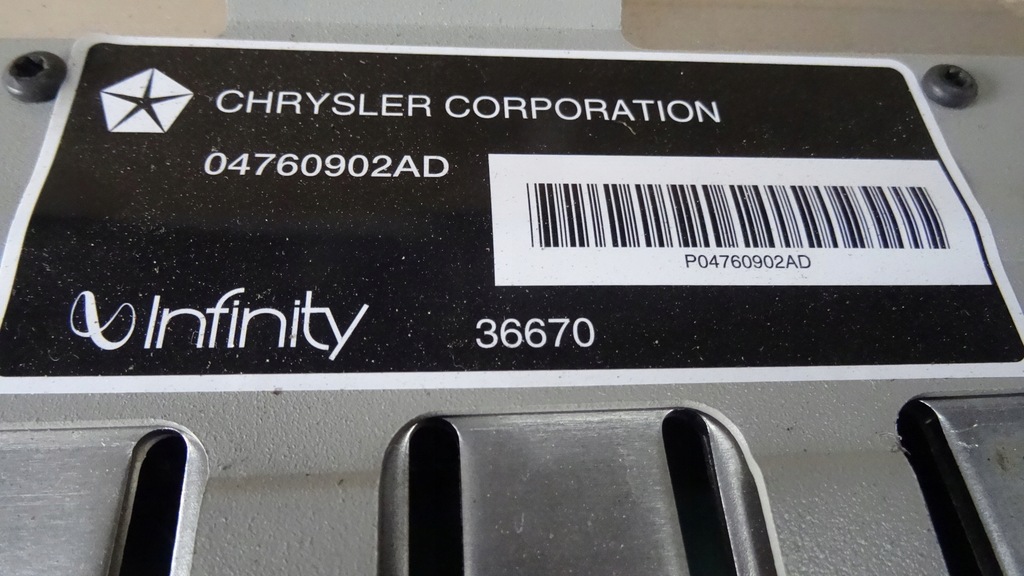 CHRYSLER CORPORATION
04760902AD
P04760902AD
Infinity
36670